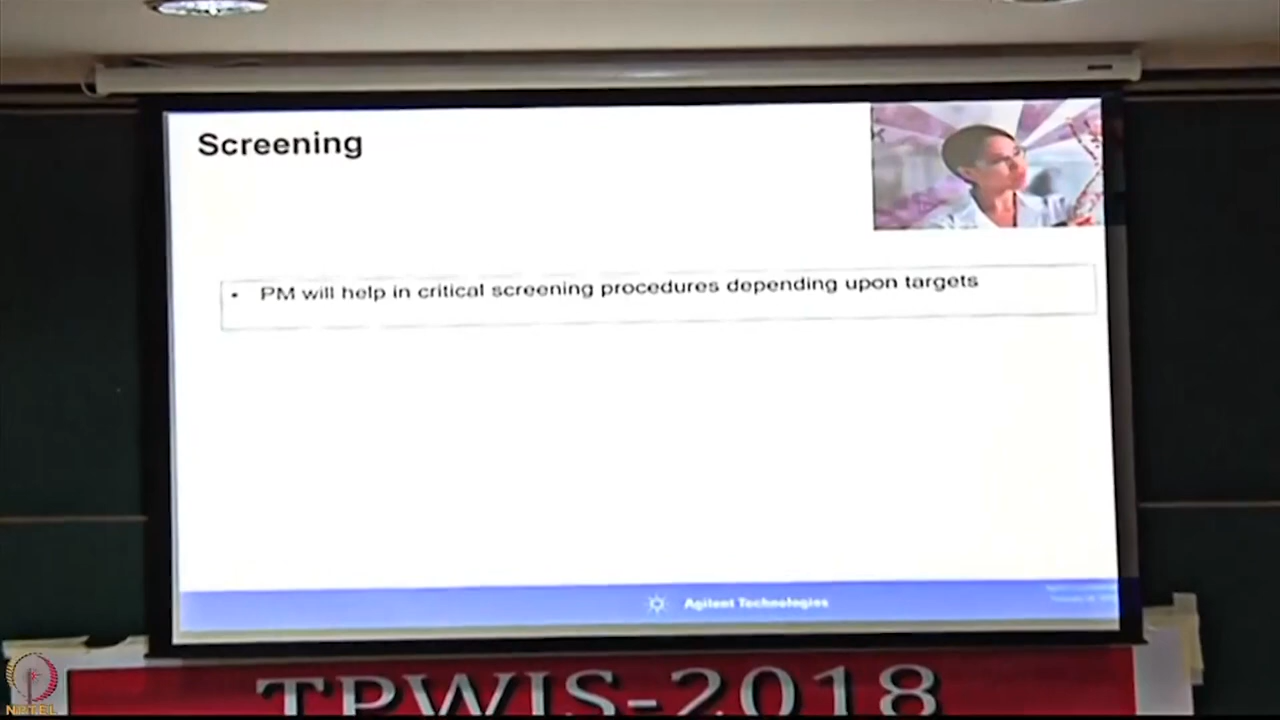 Screening
• PM will help in critical screening procedures depending upon targets
Agilent Technologies
TPWIS-2018
NPTEL